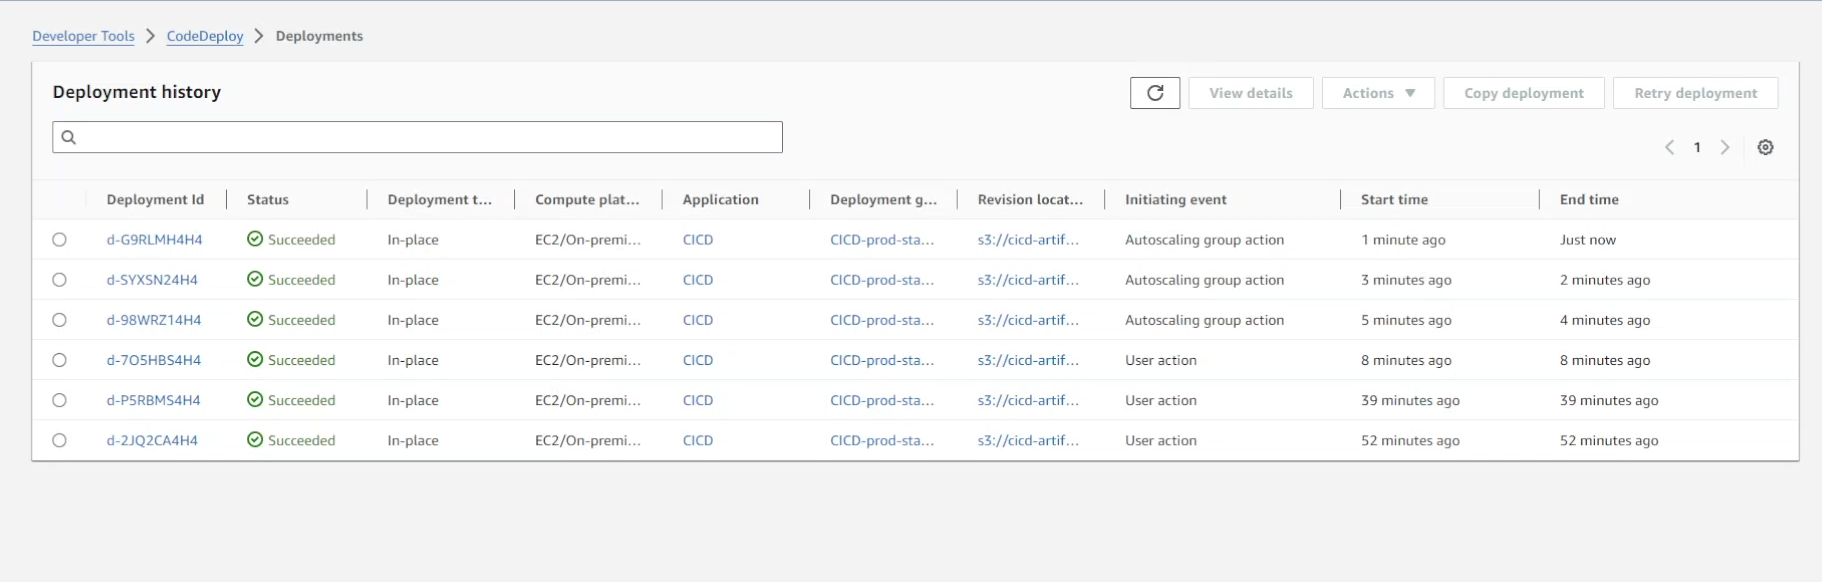 Developer Tools > CodeDeploy > Deployments
Deployment history
View details Actions Copy deployment Retry deployment
1
Deployment Id Status Deployment t... Compute plat... Application Deployment g... Revision locat... Initiating event Start time End time
d-G9RLMH4H4 Succeeded In-place EC2/On-premi... CICD CICD-prod-sta... s3://cicd-artif... Autoscaling group action 1 minute ago Just now
d-SYXSN24H4 Succeeded In-place EC2/On-premi... CICD CICD-prod-sta... s3://cicd-artif... Autoscaling group action 3 minutes ago 2 minutes ago
d-98WRZ14H4 Succeeded In-place EC2/On-premi... CICD CICD-prod-sta... s3://cicd-artif... Autoscaling group action 5 minutes ago 4 minutes ago
d-7O5HBS4H4 Succeeded In-place EC2/On-premi... CICD CICD-prod-sta... s3://cicd-artif... User action 8 minutes ago 8 minutes ago
d-P5RBMS4H4 Succeeded In-place EC2/On-premi... CICD CICD-prod-sta... s3://cicd-artif... User action 39 minutes ago 39 minutes ago
d-2JQ2CA4H4 Succeeded In-place EC2/On-premi... CICD CICD-prod-sta... s3://cicd-artif... User action 52 minutes ago 52 minutes ago